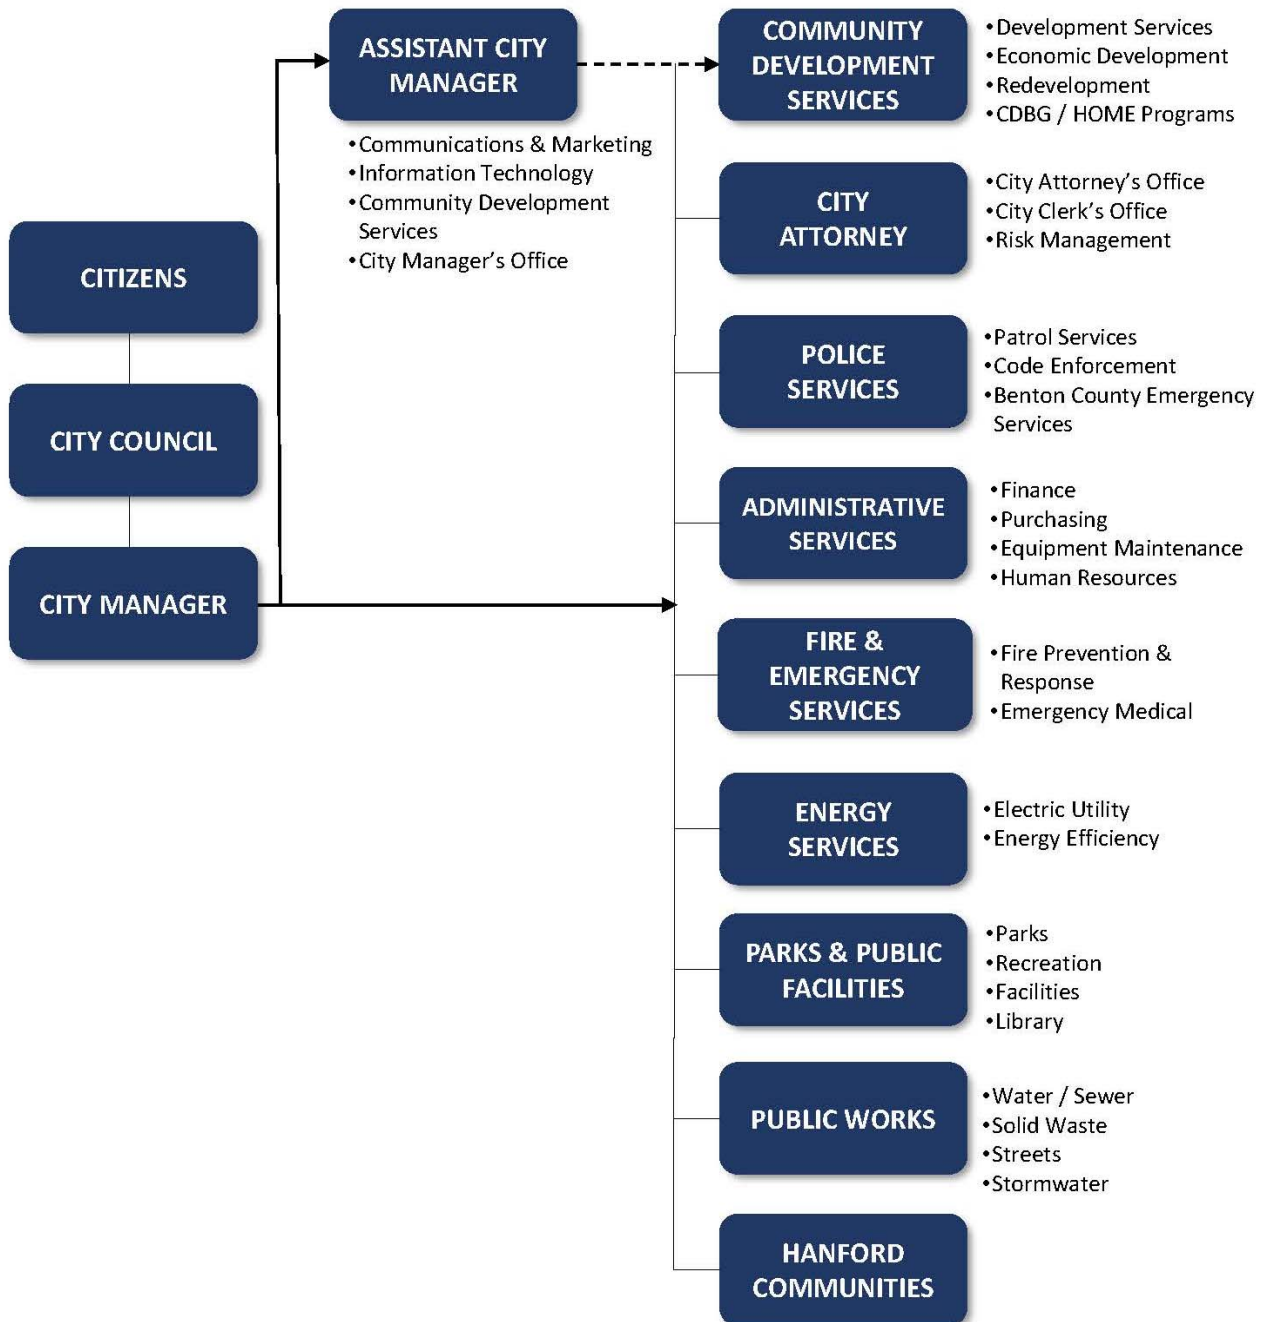 CITIZENS
CITY COUNCIL
CITY MANAGER
ASSISTANT CITY
MANAGER
•Communications & Marketing
•Information Technology
•Community Development
Services
•City Manager's Office
COMMUNITY
DEVELOPMENT
SERVICES
•Development Services
•Economic Development
•Redevelopment
•CDBG / HOME Programs
CITY
ATTORNEY
•City Attorney's Office
•City Clerk's Office
•Risk Management
POLICE
SERVICES
•Patrol Services
•Code Enforcement
•Benton County Emergency
Services
ADMINISTRATIVE
SERVICES
•Finance
•Purchasing
•Equipment Maintenance
•Human Resources
FIRE &
EMERGENCY
SERVICES
•Fire Prevention &
Response
•Emergency Medical
ENERGY
SERVICES
•Electric Utility
•Energy Efficiency
PARKS & PUBLIC
FACILITIES
•Parks
•Recreation
•Facilities
•Library
PUBLIC WORKS
•Water / Sewer
•Solid Waste
•Streets
•Stormwater
HANFORD
COMMUNITIES